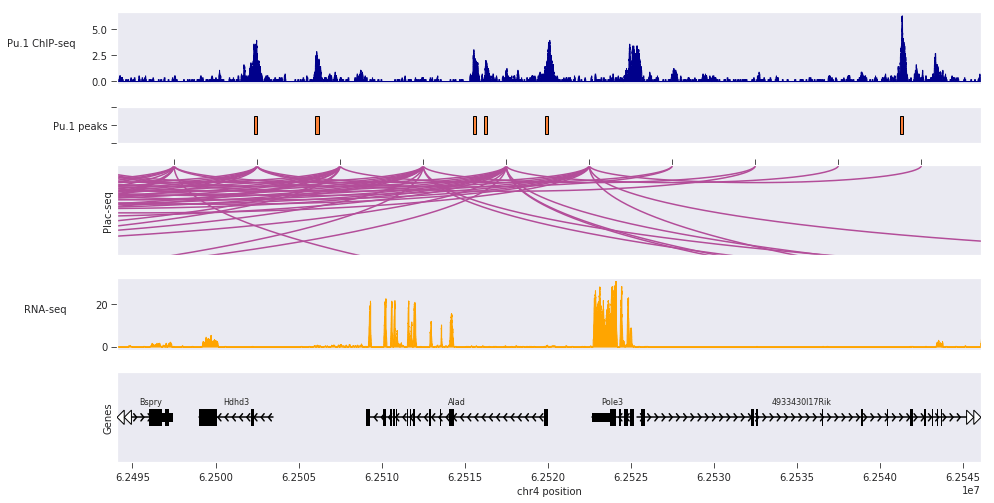 Pu.1 ChIP-seq
5.0
2.5
0.0
Pu.1 peaks
Plac-seq
RNA-seq
20
0
Genes
Bspry
Hdhd3
Alad
Pole3
4933430I17Rik
6.2495
6.2500
6.2505
6.2510
6.2515
6.2520
6.2525
6.2530
6.2535
6.2540
6.2545
1e7
chr4 position